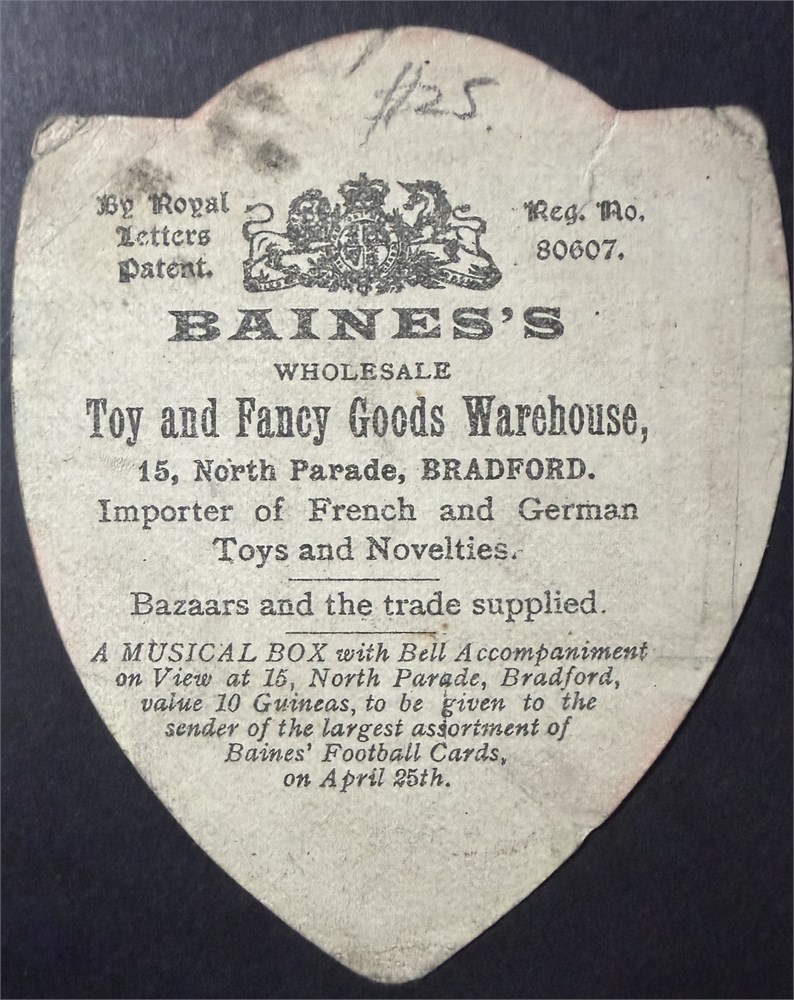 £25.
By Royal
Letters
Patent.
Reg. No.
80607.
BAINES'S
WHOLESALE
Toy and Fancy Goods Warehouse,
15, North Parade, BRADFORD.
Importer of French and German
Toys and Novelties.
Bazaars and the trade supplied.
A MUSICAL BOX with Bell Accompaniment
on View at 15, North Parade, Bradford,
value 10 Guineas, to be given to the
sender of the largest assortment of
Baines' Football Cards,
on April 25th.